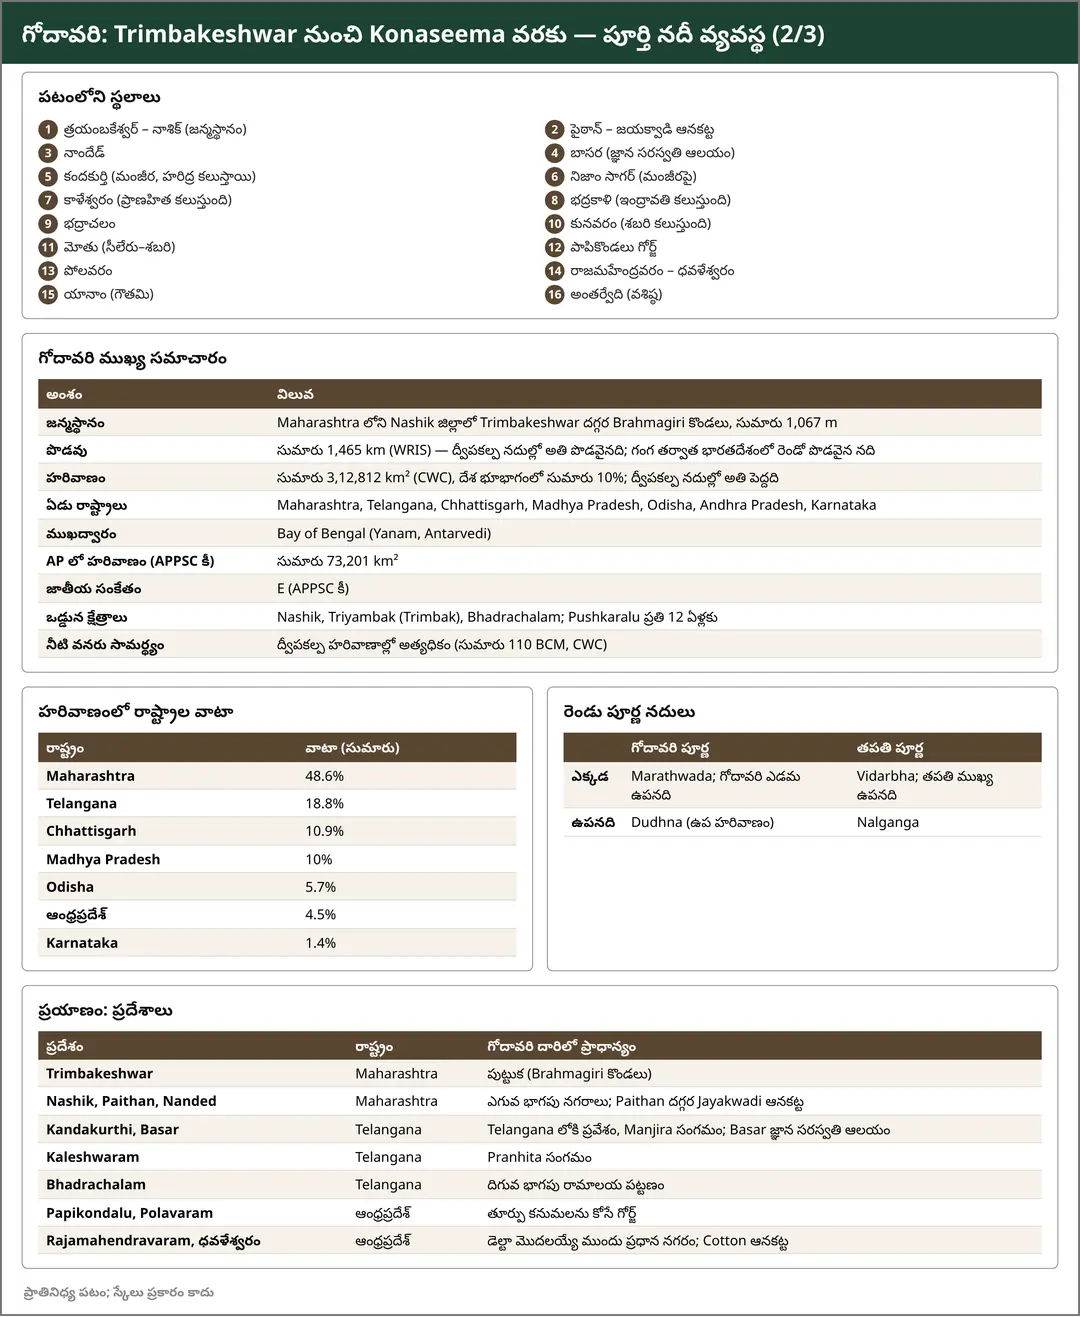 గోదావరి: Trimbakeshwar నుంచి Konaseema వరకు — పూర్తి నదీ వ్యవస్థ (2/3)
పటంలోని స్థలాలు
1 త్రయంబకేశ్వర్ – నాశిక్ (జన్మస్థానం)
2 పైఠాన్ – జయక్వాడి ఆనకట్ట
3 నాందేడ్
4 బాసర (జ్ఞాన సరస్వతి ఆలయం)
5 కందకుర్తి (మంజీర, హరిద్ర కలుస్తాయి)
6 నిజాం సాగర్ (మంజీరపై)
7 కాళేశ్వరం (ప్రాణహిత కలుస్తుంది)
8 భద్రకాళి (ఇంద్రావతి కలుస్తుంది)
9 భద్రాచలం
10 కునవరం (శబరి కలుస్తుంది)
11 మోతు (సీలేరు–శబరి)
12 పాపికొండలు గోర్జ్
13 పోలవరం
14 రాజమహేంద్రవరం – ధవళేశ్వరం
15 యానాం (గౌతమి)
16 అంతర్వేది (వశిష్ఠ)
గోదావరి ముఖ్య సమాచారం
అంశం విలువ
జన్మస్థానం Maharashtra లోని Nashik జిల్లాలో Trimbakeshwar దగ్గర Brahmagiri కొండలు, సుమారు 1,067 m
పొడవు సుమారు 1,465 km (WRIS) — ద్వీపకల్ప నదుల్లో అతి పొడవైనది; గంగ తర్వాత భారతదేశంలో రెండో పొడవైన నది
హరివాణం సుమారు 3,12,812 km² (CWC), దేశ భూభాగంలో సుమారు 10%; ద్వీపకల్ప నదుల్లో అతి పెద్దది
ఏడు రాష్ట్రాలు Maharashtra, Telangana, Chhattisgarh, Madhya Pradesh, Odisha, Andhra Pradesh, Karnataka
ముఖద్వారం Bay of Bengal (Yanam, Antarvedi)
AP లో హరివాణం (APPSC కీ) సుమారు 73,201 km²
జాతీయ సంకేతం E (APPSC కీ)
ఒడ్డున క్షేత్రాలు Nashik, Triyambak (Trimbak), Bhadrachalam; Pushkaralu ప్రతి 12 ఏళ్లకు
నీటి వనరు సామర్థ్యం ద్వీపకల్ప హరివాణాల్లో అత్యధికం (సుమారు 110 BCM, CWC)
హరివాణంలో రాష్ట్రాల వాటా
రాష్ట్రం వాటా (సుమారు)
Maharashtra 48.6%
Telangana 18.8%
Chhattisgarh 10.9%
Madhya Pradesh 10%
Odisha 5.7%
ఆంధ్రప్రదేశ్ 4.5%
Karnataka 1.4%
రెండు పూర్ణ నదులు
గోదావరి పూర్ణ తపతి పూర్ణ
ఎక్కడ Marathwada; గోదావరి ఎడమ Vidarbha; తపతి ముఖ్య
ఉపనది ఉపనది
ఉపనది Dudhna (ఉప హరివాణం) Nalganga
ప్రయాణం: ప్రదేశాలు
ప్రదేశం రాష్ట్రం గోదావరి దారిలో ప్రాధాన్యం
Trimbakeshwar Maharashtra పుట్టుక (Brahmagiri కొండలు)
Nashik, Paithan, Nanded Maharashtra ఎగువ భాగపు నగరాలు; Paithan దగ్గర Jayakwadi ఆనకట్ట
Kandakurthi, Basar Telangana Telangana లోకి ప్రవేశం, Manjira సంగమం; Basar జ్ఞాన సరస్వతి ఆలయం
Kaleshwaram Telangana Pranhita సంగమం
Bhadrachalam Telangana దిగువ భాగపు రామాలయ పట్టణం
Papikondalu, Polavaram ఆంధ్రప్రదేశ్ తూర్పు కనుమలను కోసే గోర్జ్
Rajamahendravaram, ధవళేశ్వరం ఆంధ్రప్రదేశ్ డెల్టా మొదలయ్యే ముందు ప్రధాన నగరం; Cotton ఆనకట్ట
ప్రాతినిధ్య పటం; స్కేలు ప్రకారం కాదు